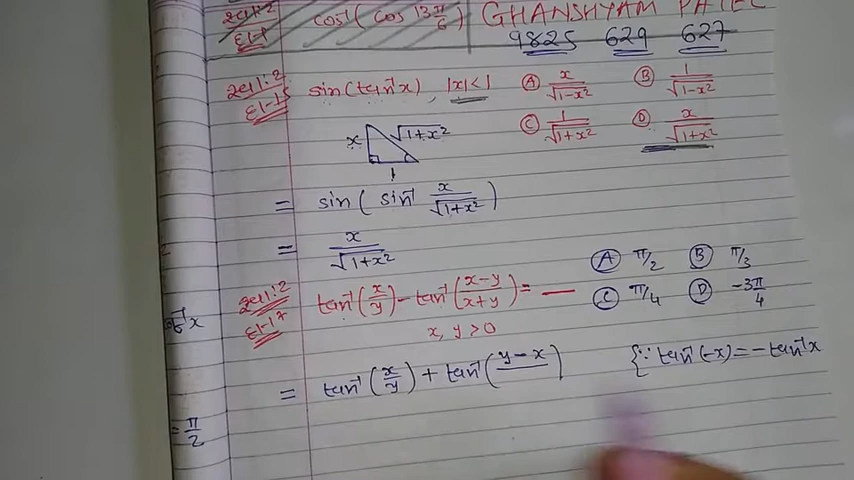 cos⁻¹(cos 13π/6) GHANSHYAM PATEL
9825 629 627
sin(tan⁻¹x), |x|<1 Ⓐ x/√(1-x²) Ⓑ 1/√(1-x²)
Ⓒ 1/√(1+x²) Ⓓ x/√(1+x²)
x √(1+x²)
1
= sin(sin⁻¹ x/√(1+x²))
= x/√(1+x²)
tan⁻¹(x/y) - tan⁻¹((x-y)/(x+y)) = __ Ⓐ π/2 Ⓑ π/3
x, y > 0 Ⓒ π/4 Ⓓ -3π/4
= tan⁻¹(x/y) + tan⁻¹(y-x/ ) {∵ tan⁻¹(-x) = -tan⁻¹x
= π/2